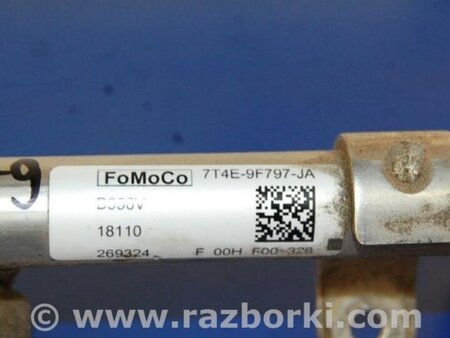 FoMoCo 7T4E-9F797-JA
18110
269324 F 00H F00-328
© www.razborki.com